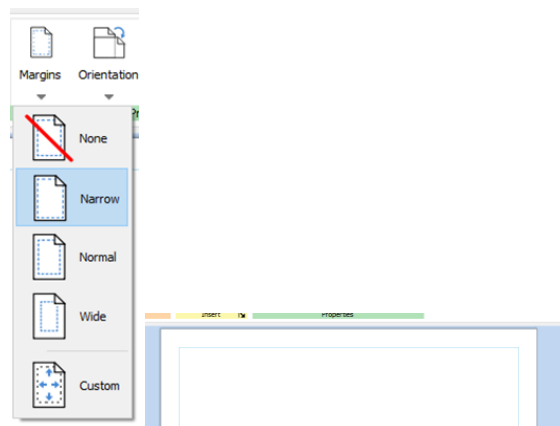 Margins Orientation
None
Narrow
Normal
Wide
Custom
Insert Properties